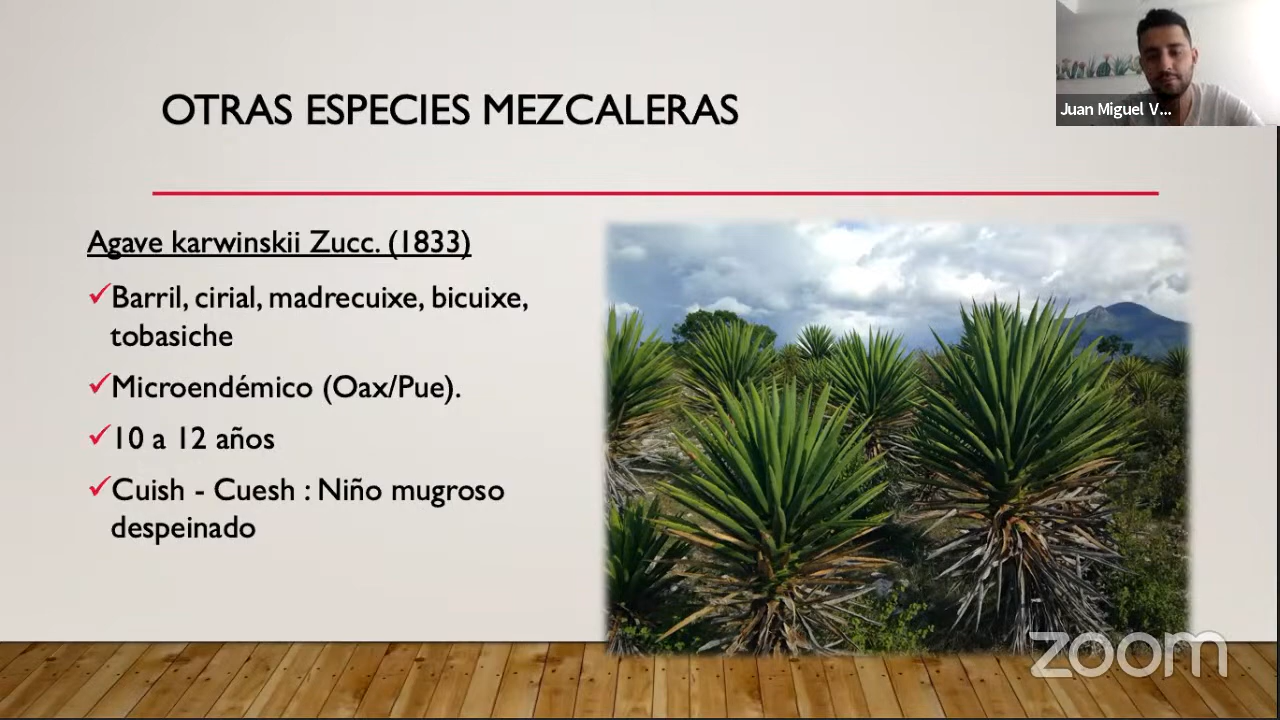 OTRAS ESPECIES MEZCALERAS
Juan Miguel V...
Agave karwinskii Zucc. (1833)
✓Barril, cirial, madrecuixe, bicuixe,
tobasiche
✓Microendémico (Oax/Pue).
✓10 a 12 años
✓Cuish - Cuesh : Niño mugroso
despeinado
zoom